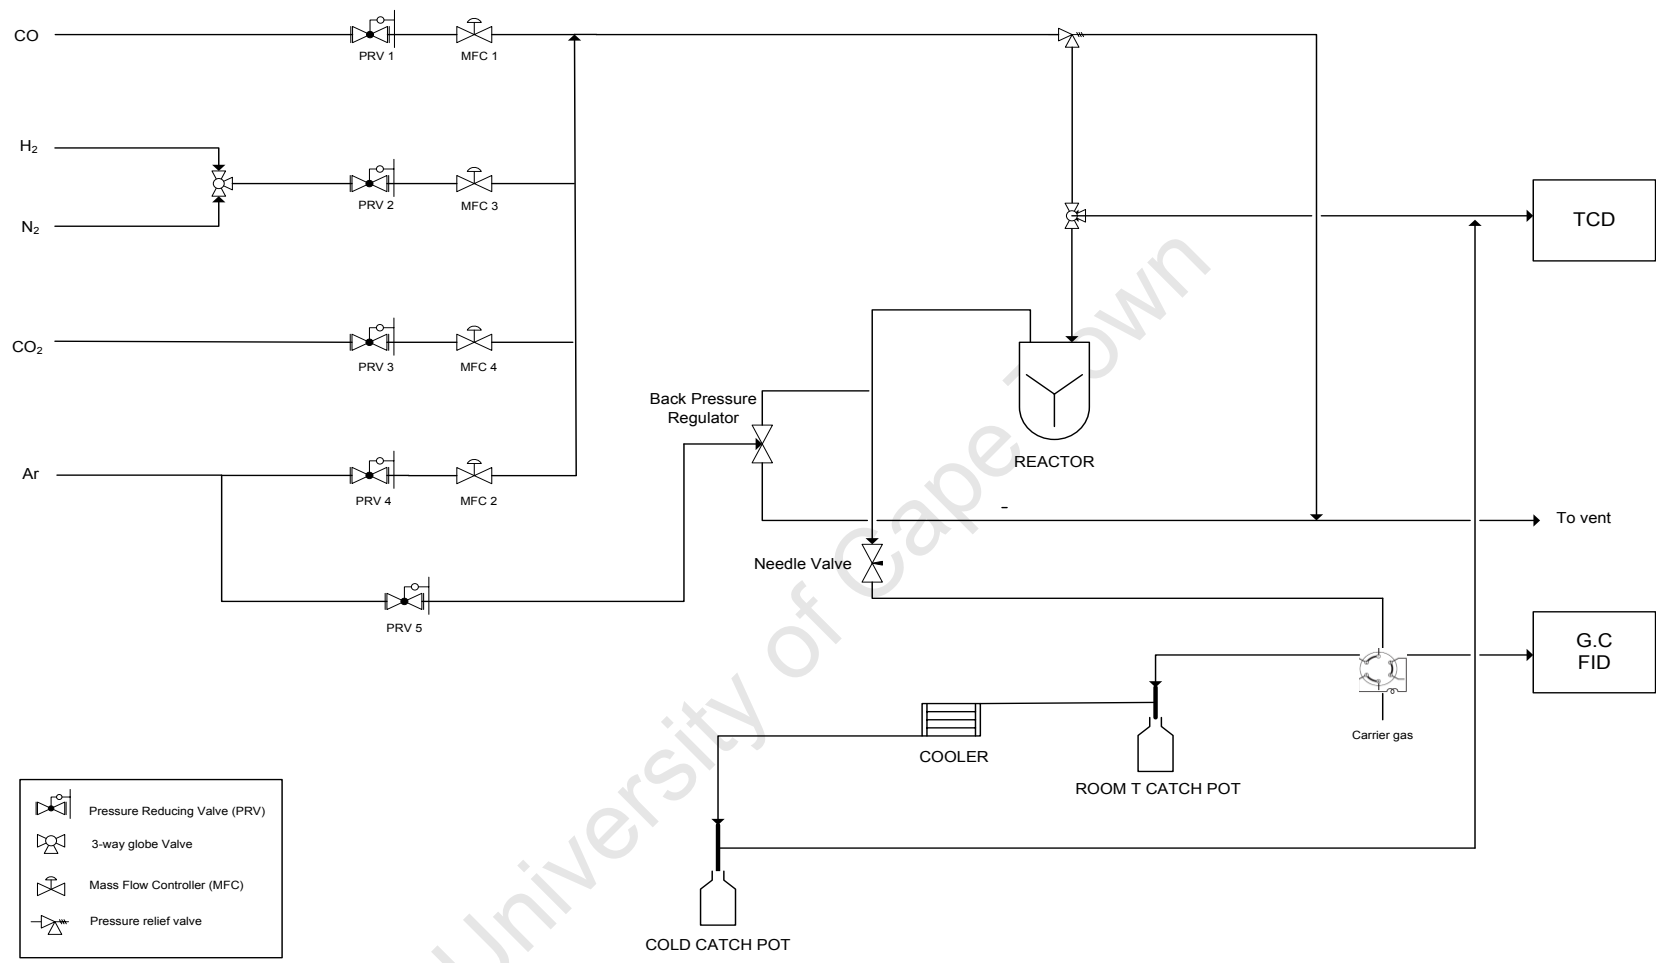 CO
PRV 1
MFC 1
H₂
N₂
PRV 2
MFC 3
TCD
CO₂
PRV 3
MFC 4
Back Pressure
Regulator
REACTOR
Ar
PRV 4
MFC 2
-
To vent
Needle Valve
PRV 5
G.C
FID
Carrier gas
COOLER
ROOM T CATCH POT
COLD CATCH POT
Pressure Reducing Valve (PRV)
3-way globe Valve
Mass Flow Controller (MFC)
Pressure relief valve
University of Cape Town